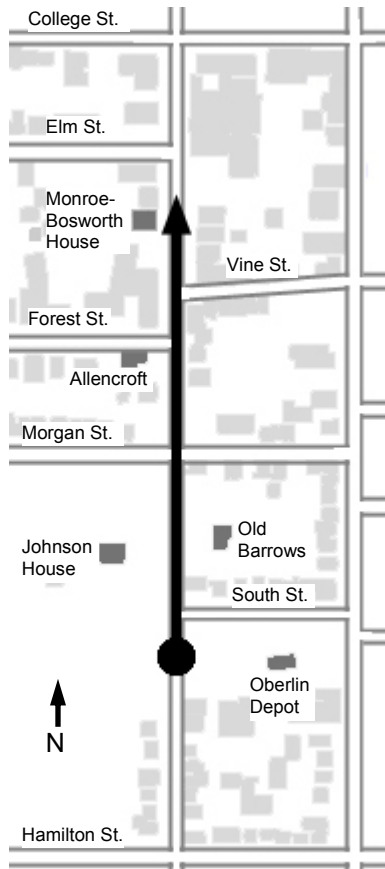 College St.
Elm St.
Monroe-
Bosworth
House
Vine St.
Forest St.
Allencroft
Morgan St.
Old
Barrows
Johnson
House
South St.
Oberlin
Depot
N
Hamilton St.